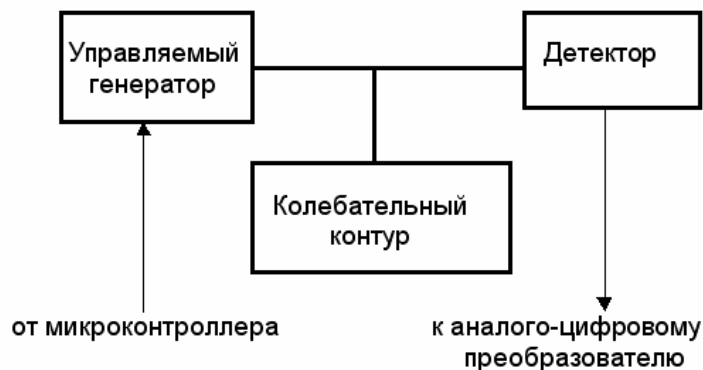 Управляемый
генератор
Детектор
Колебательный
контур
от микроконтроллера
к аналого-цифровому
преобразователю